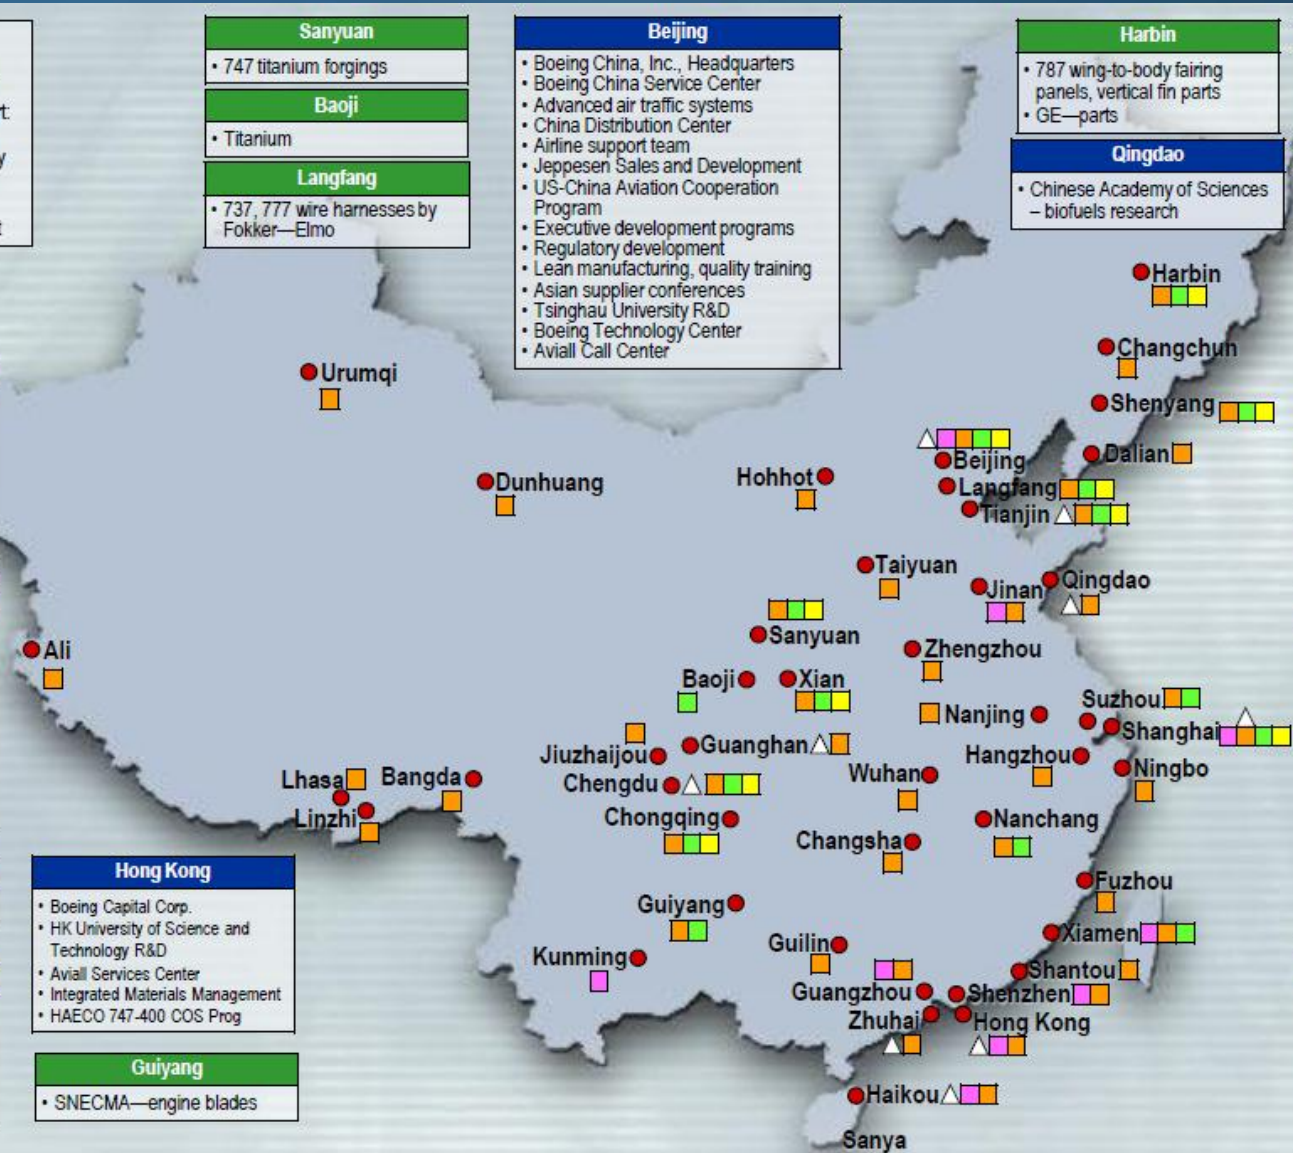 Sanyuan
• 747 titanium forgings
Baoji
• Titanium
Langfang
• 737, 777 wire harnesses by
Fokker—Elmo
Beijing
• Boeing China, Inc., Headquarters
• Boeing China Service Center
• Advanced air traffic systems
• China Distribution Center
• Airline support team
• Jeppesen Sales and Development
• US-China Aviation Cooperation
Program
• Executive development programs
• Regulatory development
• Lean manufacturing, quality training
• Asian supplier conferences
• Tsinghau University R&D
• Boeing Technology Center
• Aviall Call Center
Harbin
• 787 wing-to-body fairing
panels, vertical fin parts
• GE—parts
Qingdao
• Chinese Academy of Sciences
– biofuels research
Harbin
Changchun
Shenyang
Urumqi
Dalian
Beijing
Hohhot
Dunhuang
Langfang
Tianjin
Taiyuan
Qingdao
Jinan
Sanyuan
Ali
Zhengzhou
Baoji
Xian
Suzhou
Nanjing
Shanghai
Guanghan
Jiuzhaijou
Hangzhou
Ningbo
Wuhan
Lhasa
Bangda
Chengdu
Linzhi
Chongqing
Nanchang
Changsha
Fuzhou
Guiyang
Xiamen
Guilin
Kunming
Shantou
Guangzhou
Shenzhen
Zhuhai
Hong Kong
Haikou
Sanya
Hong Kong
• Boeing Capital Corp.
• HK University of Science and
Technology R&D
• Aviall Services Center
• Integrated Materials Management
• HAECO 747-400 COS Prog
Guiyang
• SNECMA—engine blades